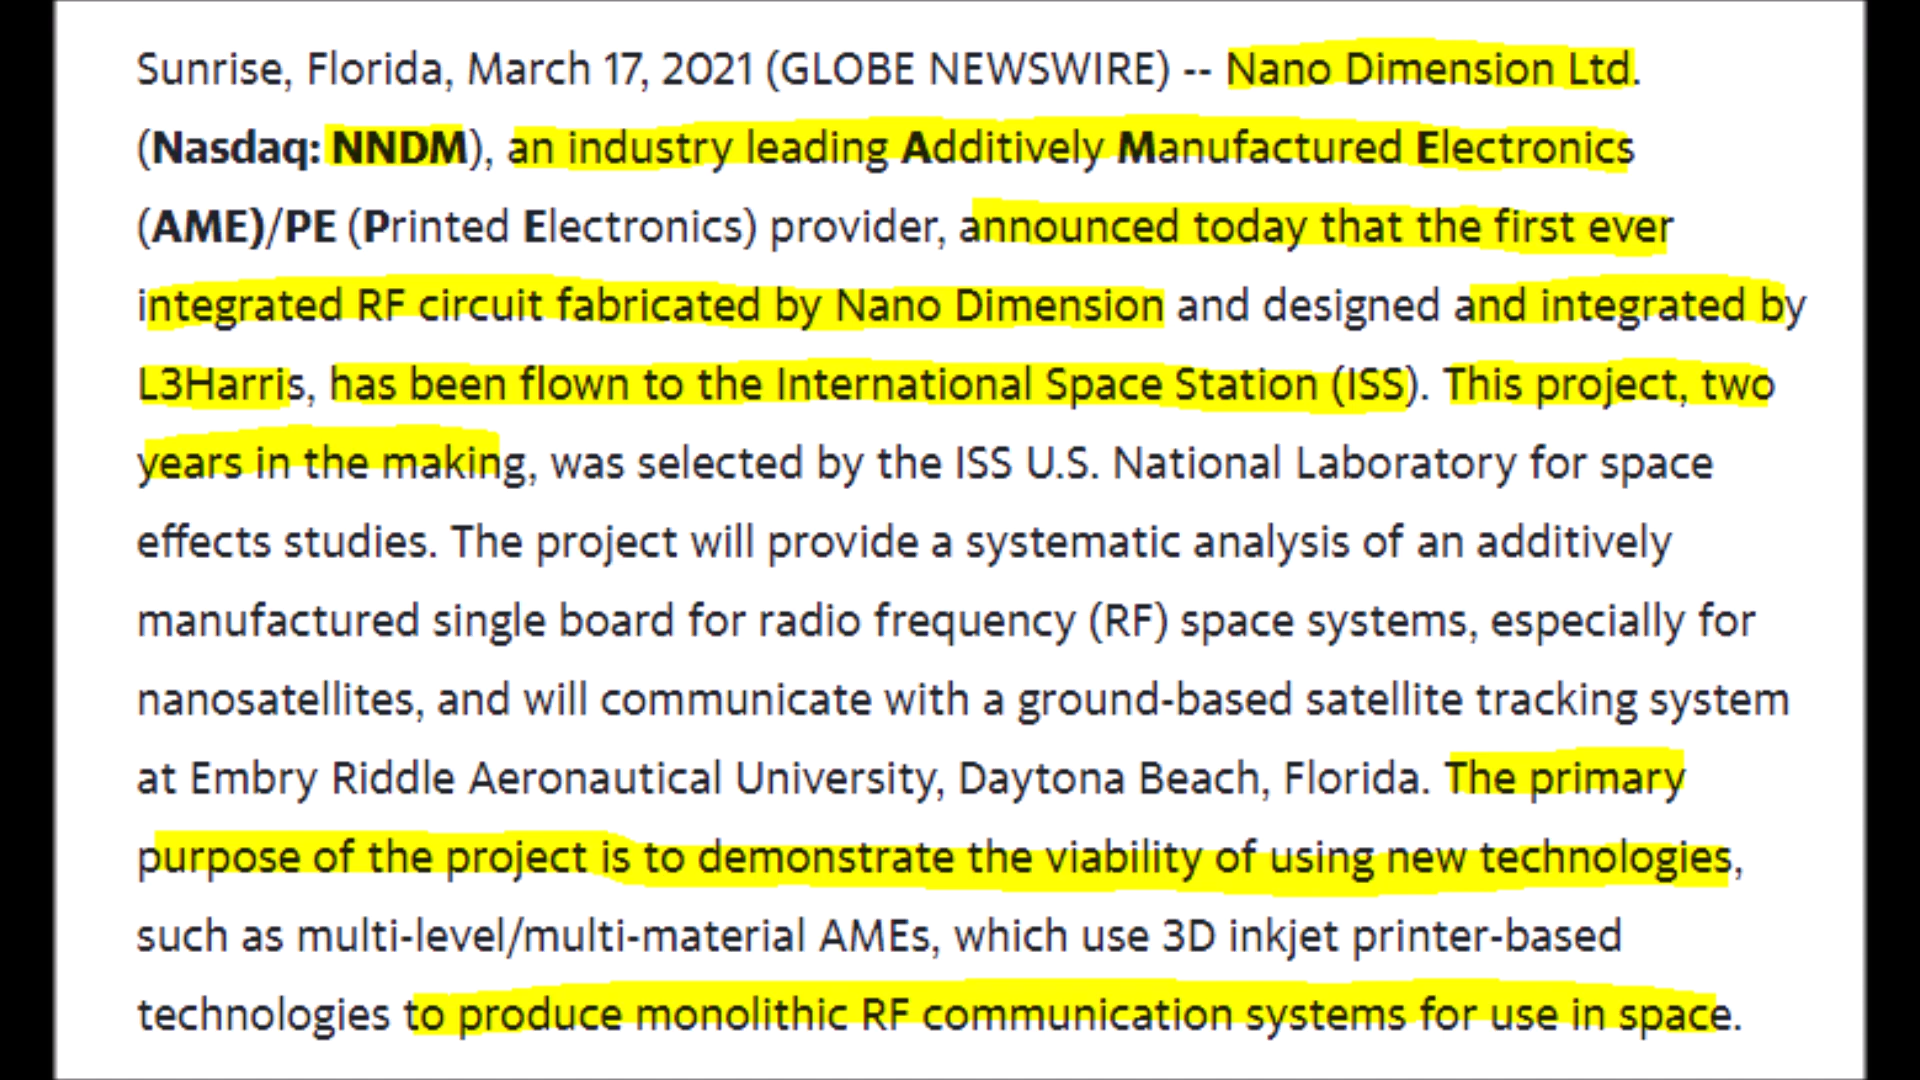 Sunrise, Florida, March 17, 2021 (GLOBE NEWSWIRE) -- Nano Dimension Ltd.
(Nasdaq: NNDM), an industry leading Additively Manufactured Electronics
(AME)/PE (Printed Electronics) provider, announced today that the first ever
integrated RF circuit fabricated by Nano Dimension and designed and integrated by
L3Harris, has been flown to the International Space Station (ISS). This project, two
years in the making, was selected by the ISS U.S. National Laboratory for space
effects studies. The project will provide a systematic analysis of an additively
manufactured single board for radio frequency (RF) space systems, especially for
nanosatellites, and will communicate with a ground-based satellite tracking system
at Embry Riddle Aeronautical University, Daytona Beach, Florida. The primary
purpose of the project is to demonstrate the viability of using new technologies,
such as multi-level/multi-material AMEs, which use 3D inkjet printer-based
technologies to produce monolithic RF communication systems for use in space.